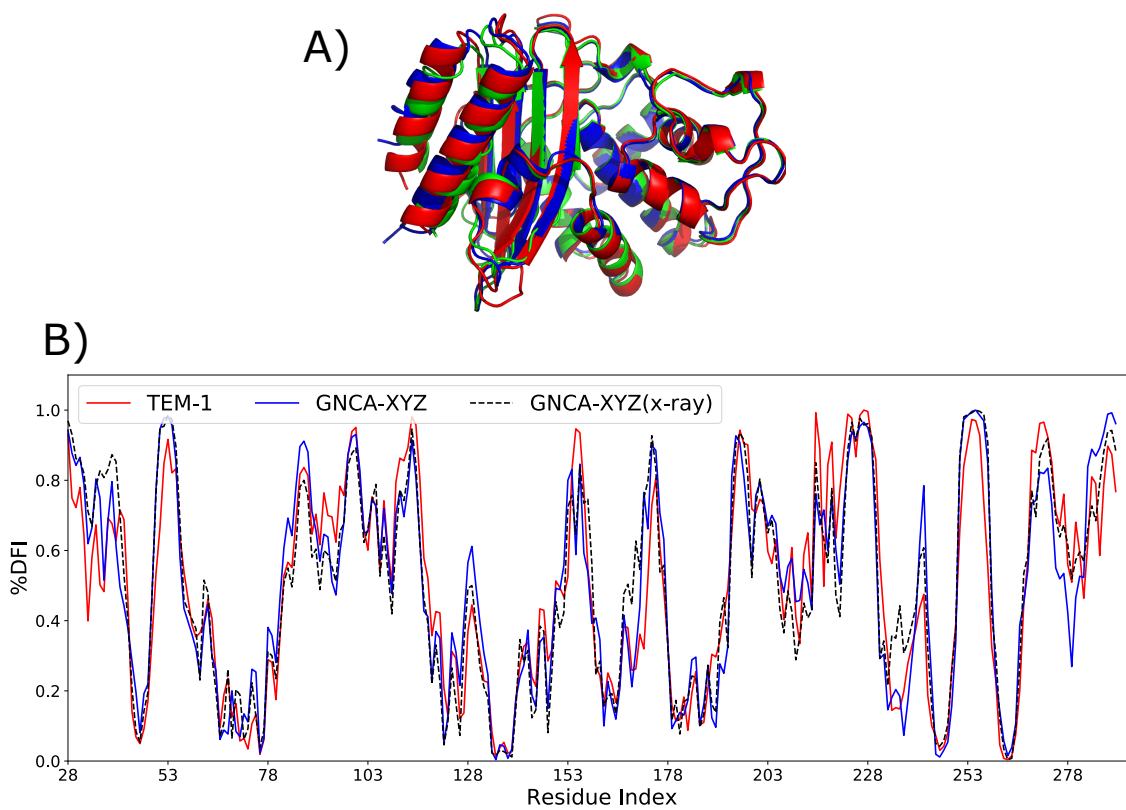 A)
B)
TEM-1 GNCA-XYZ GNCA-XYZ(x-ray)
%DFI
1.0
0.8
0.6
0.4
0.2
0.0
28 53 78 103 128 153 178 203 228 253 278
Residue Index